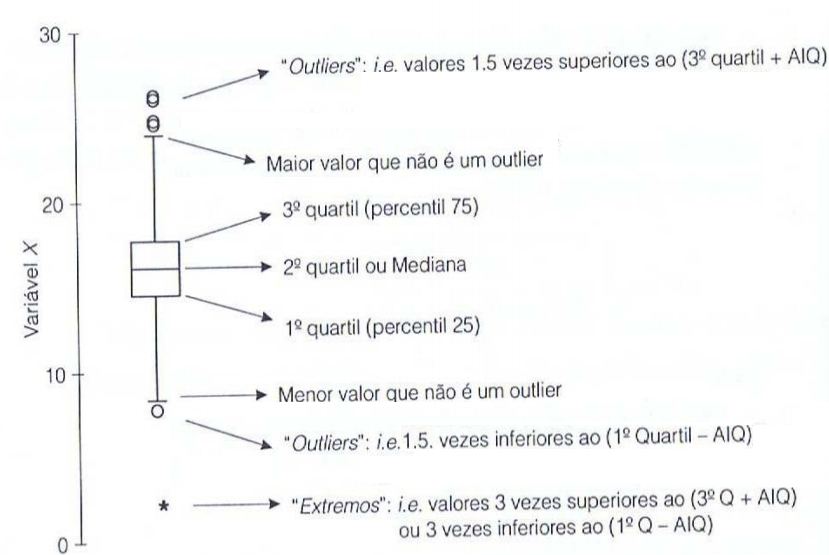 30
"Outliers": i.e. valores 1.5 vezes superiores ao (3º quartil + AIQ)
Maior valor que não é um outlier
20
3º quartil (percentil 75)
Variável X
2º quartil ou Mediana
1º quartil (percentil 25)
10
Menor valor que não é um outlier
"Outliers": i.e.1.5. vezes inferiores ao (1º Quartil – AIQ)
"Extremos": i.e. valores 3 vezes superiores ao (3º Q + AIQ)
ou 3 vezes inferiores ao (1º Q – AIQ)
0